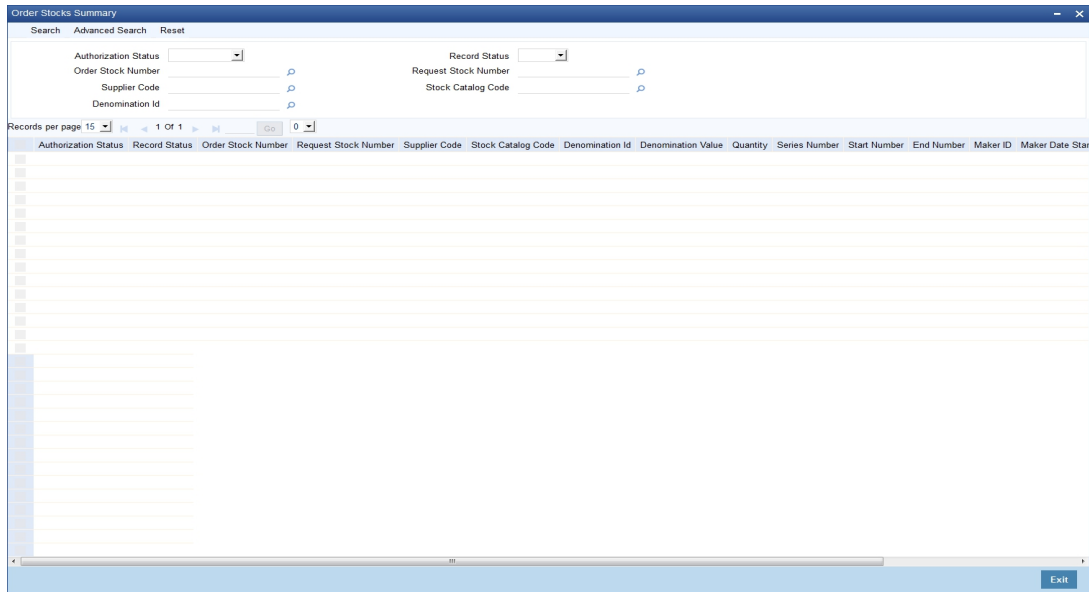 Order Stocks Summary
Search Advanced Search Reset
Authorization Status Record Status
Order Stock Number Request Stock Number
Supplier Code Stock Catalog Code
Denomination Id
Records per page 15 1 Of 1 Go 0
Authorization Status Record Status Order Stock Number Request Stock Number Supplier Code Stock Catalog Code Denomination Id Denomination Value Quantity Series Number Start Number End Number Maker ID Maker Date Star
Exit